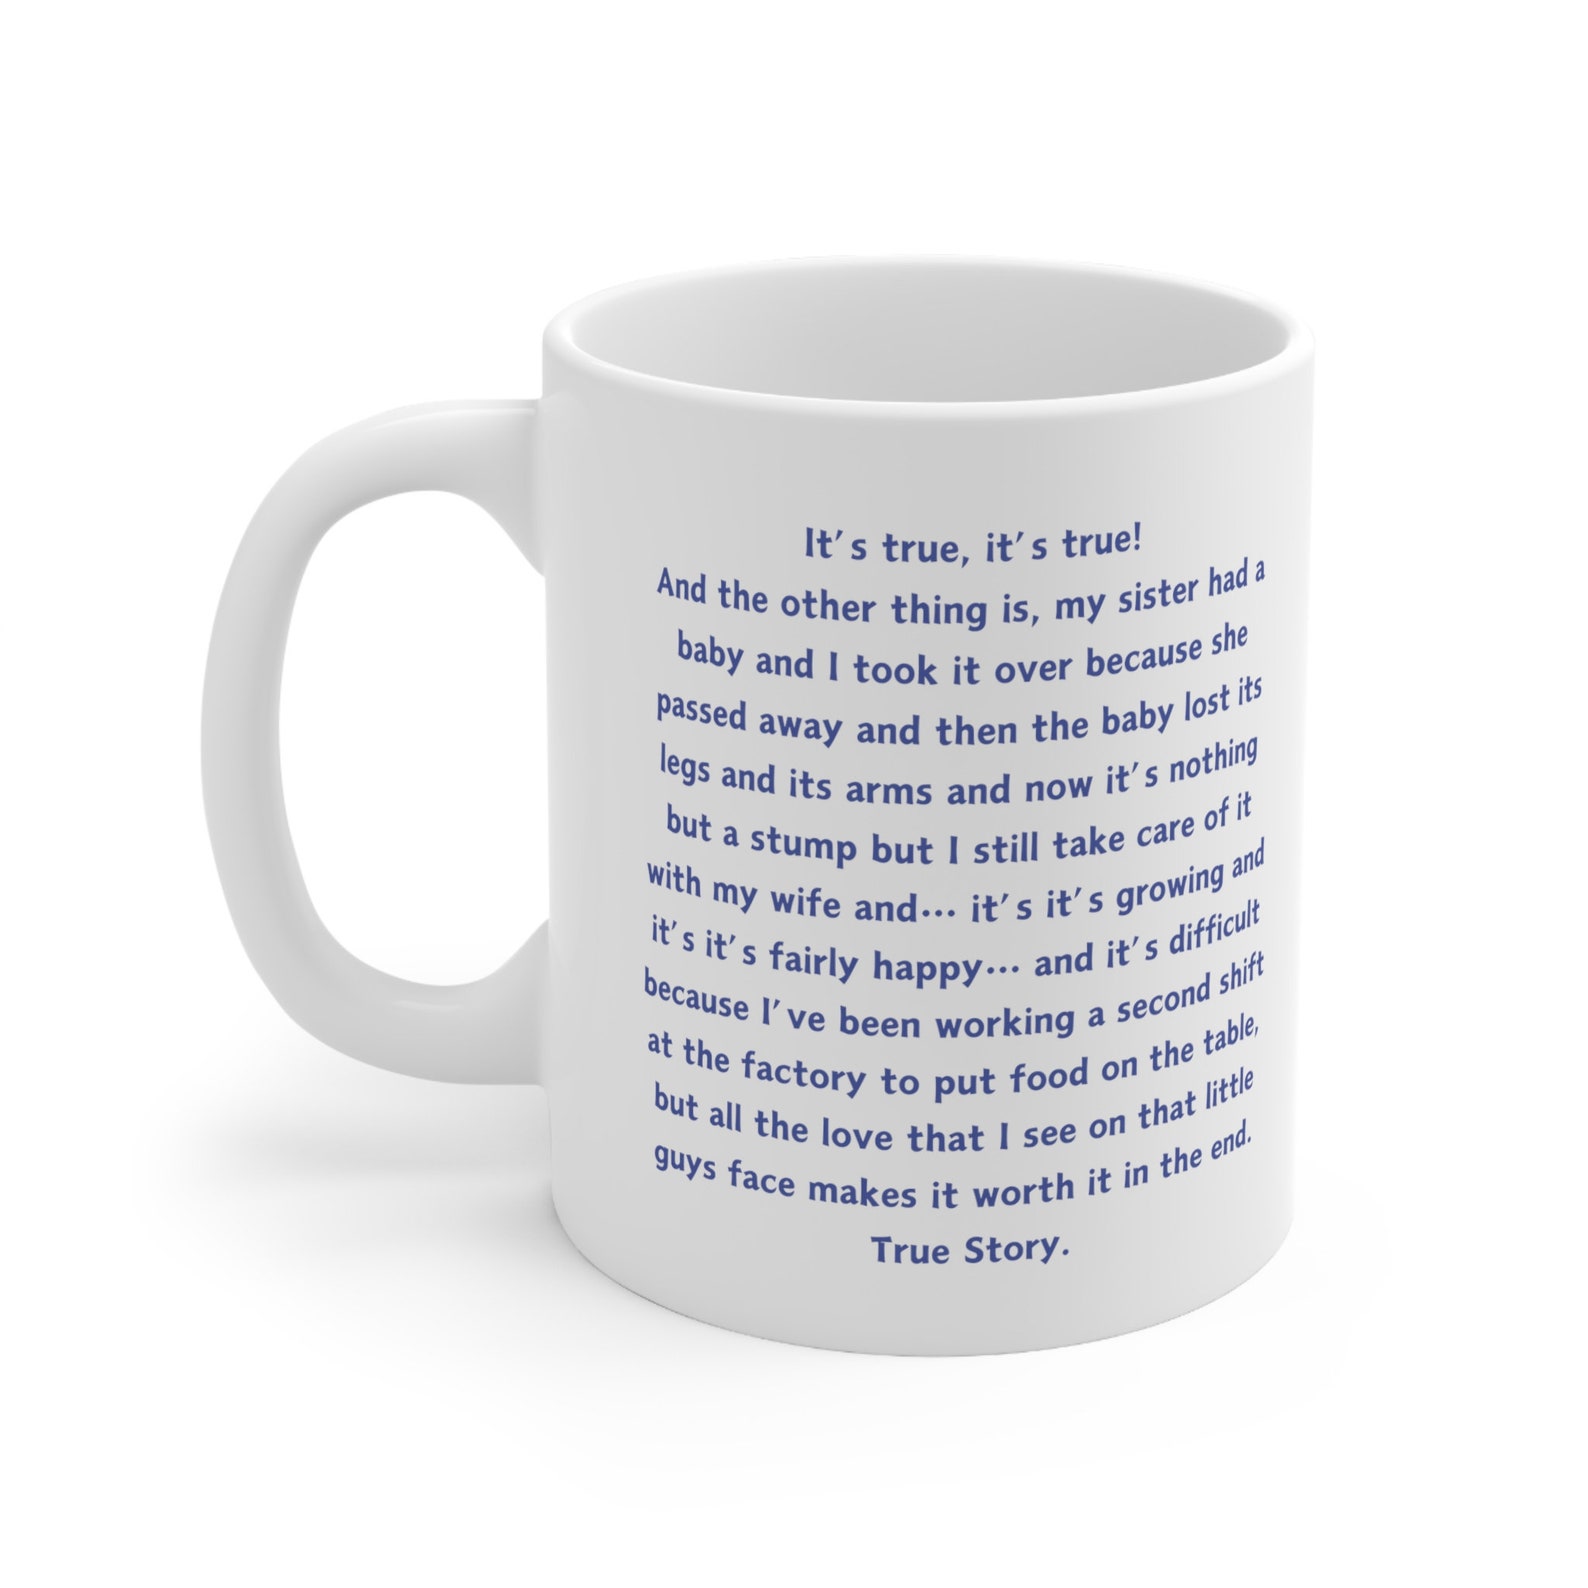 It's true, it's true!
And the other thing is, my sister had a
baby and I took it over because she
passed away and then the baby lost its
legs and its arms and now it's nothing
but a stump but I still take care of it
with my wife and... it's it's growing and
it's it's fairly happy... and it's difficult
because I've been working a second shift
at the factory to put food on the table,
but all the love that I see on that little
guys face makes it worth it in the end.
True Story.